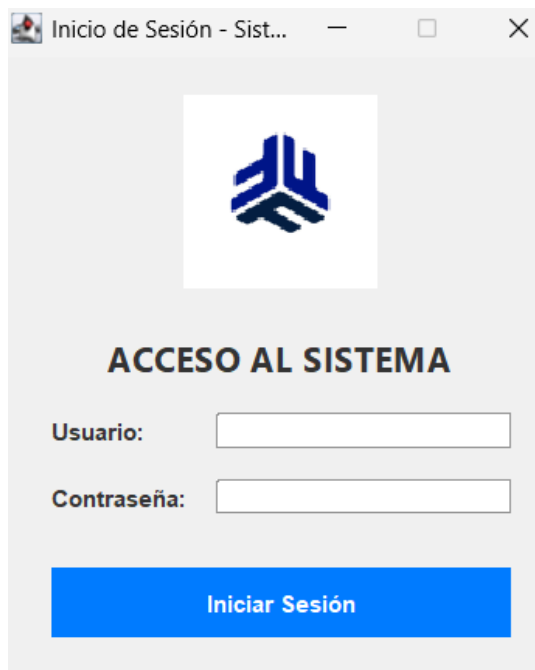 Inicio de Sesión - Sist...
ACCESO AL SISTEMA
Usuario:
Contraseña:
Iniciar Sesión